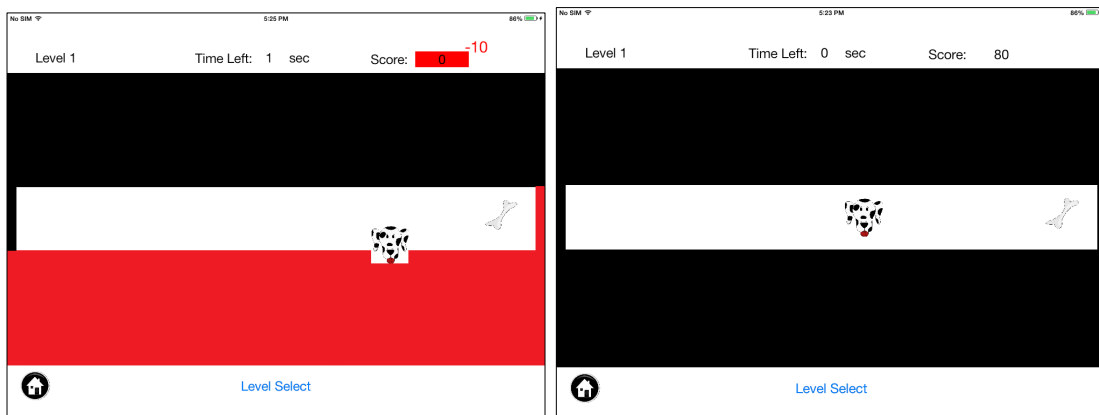 No SIM 5:25 PM 86%
-10
Level 1 Time Left: 1 sec Score: 0
Level Select
No SIM 5:23 PM 86%
Level 1 Time Left: 0 sec Score: 80
Level Select